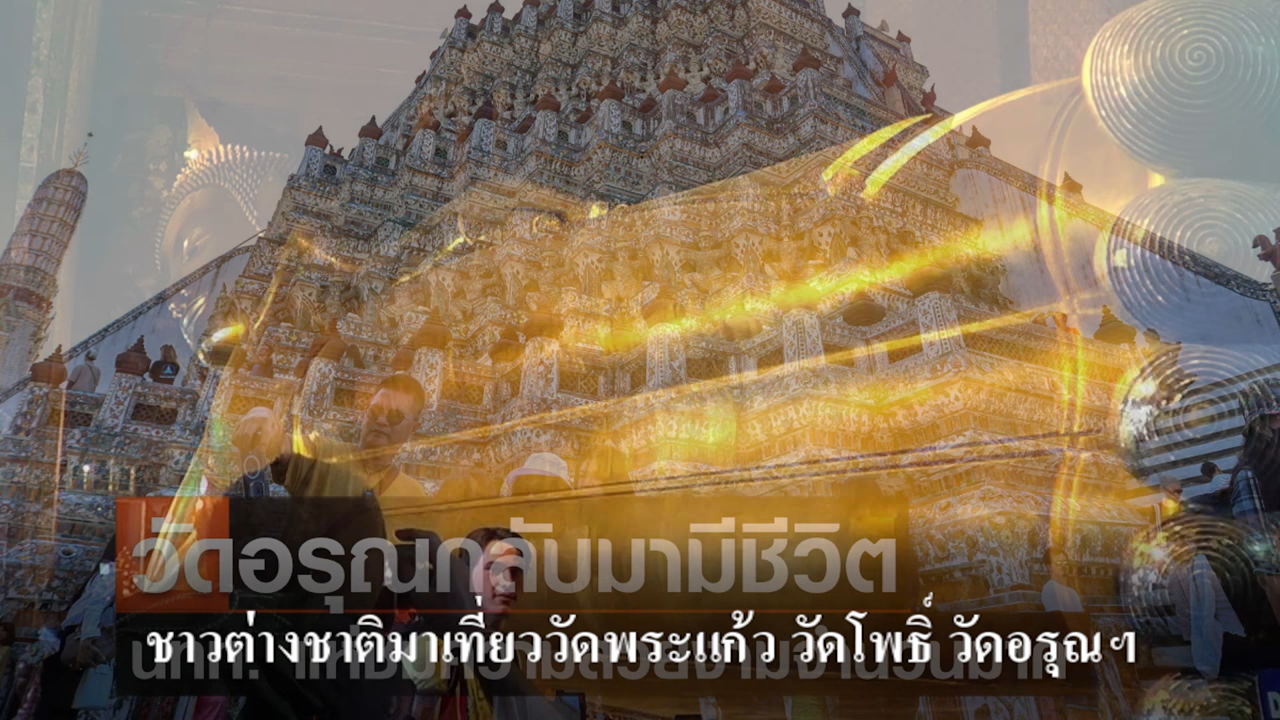 วัดอรุณกลับมามีชีวิต
ชาวต่างชาติมาเที่ยววัดพระแก้ว วัดโพธิ์ วัดอรุณฯ